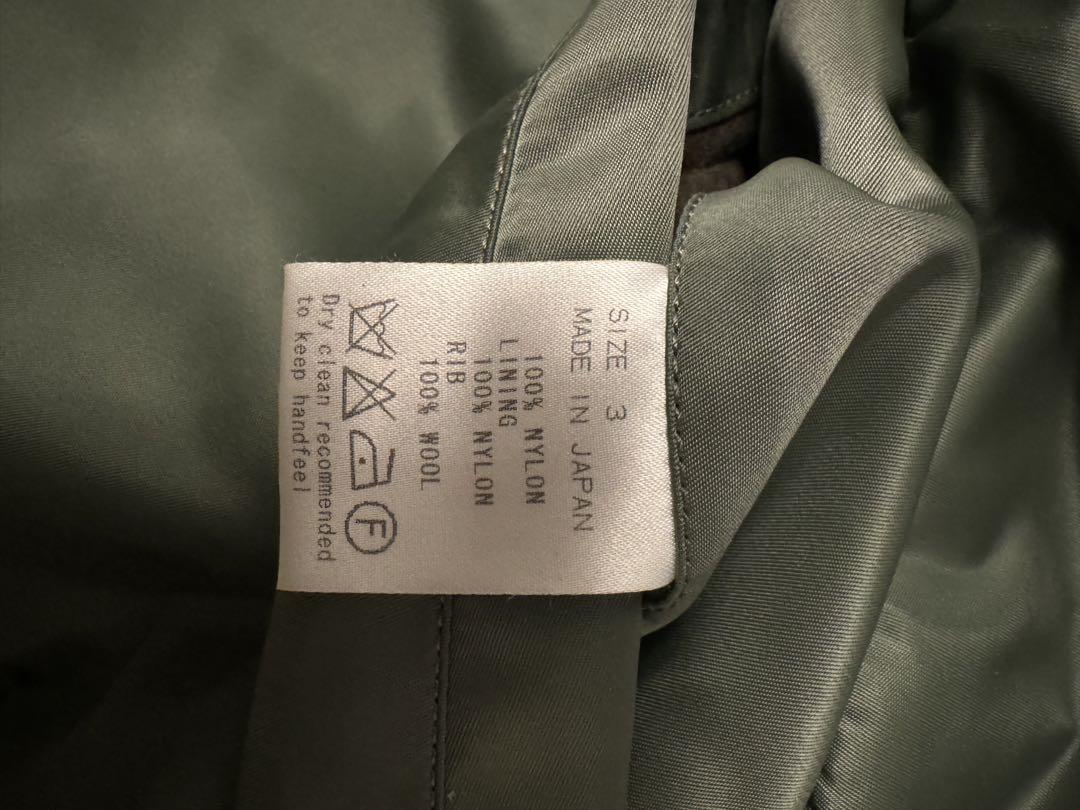 SIZE 3
MADE IN JAPAN
100% NYLON
LINING
100% NYLON
RIB
100% WOOL
F
Dry clean recommended
to keep handfeel